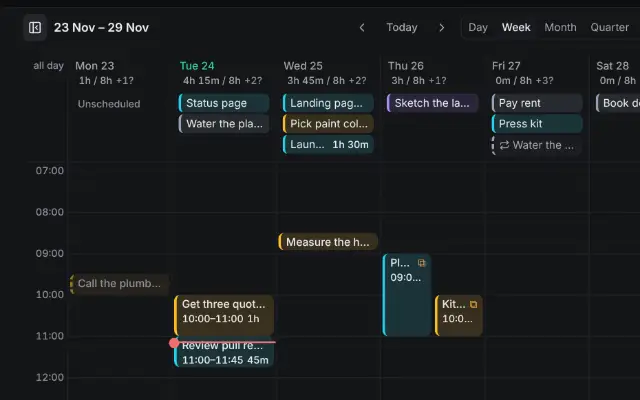 23 Nov – 29 Nov
Today
Day
Week
Month
Quarter
all day
Mon 23
1h / 8h +1?
Tue 24
4h 15m / 8h +2?
Wed 25
3h 45m / 8h +2?
Thu 26
3h / 8h +1?
Fri 27
0m / 8h +3?
Sat 28
0m / 8h
Unscheduled
Status page
Water the pla...
Landing pag...
Pick paint col...
Laun... 1h 30m
Sketch the la...
Pay rent
Press kit
Water the ...
Book de
07:00
08:00
09:00
10:00
11:00
12:00
Call the plumb...
Get three quot...
10:00–11:00 1h
Review pull re...
11:00–11:45 45m
Measure the h...
Pl...
09:0...
Kit...
10:0...